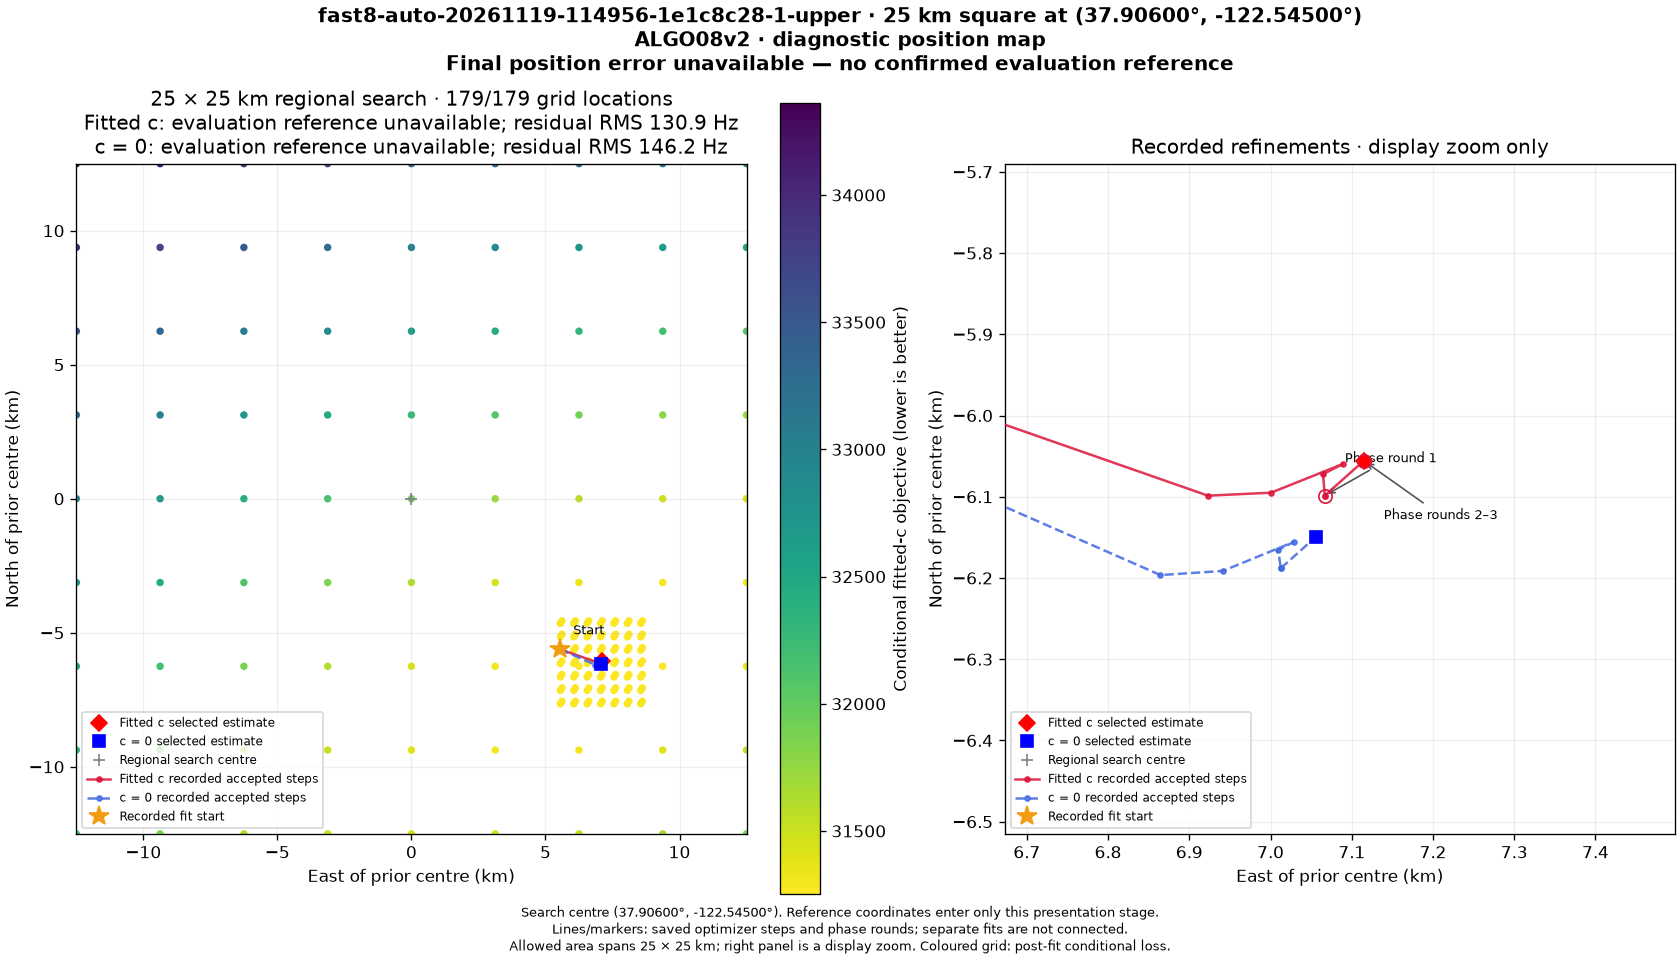 fast8-auto-20261119-114956-1e1c8c28-1-upper · 25 km square at (37.90600°, -122.54500°)
ALGO08v2 · diagnostic position map
Final position error unavailable — no confirmed evaluation reference
25 × 25 km regional search · 179/179 grid locations
Fitted c: evaluation reference unavailable; residual RMS 130.9 Hz
c = 0: evaluation reference unavailable; residual RMS 146.2 Hz
10
5
0
−5
−10
North of prior centre (km)
Start
Fitted c selected estimate
c = 0 selected estimate
Regional search centre
Fitted c recorded accepted steps
c = 0 recorded accepted steps
Recorded fit start
−10
−5
0
5
10
East of prior centre (km)
34000
33500
33000
32500
32000
31500
Conditional fitted-c objective (lower is better)
Recorded refinements · display zoom only
−5.7
−5.8
−5.9
−6.0
−6.1
−6.2
−6.3
−6.4
−6.5
North of prior centre (km)
Phase round 1
Phase rounds 2–3
Fitted c selected estimate
c = 0 selected estimate
Regional search centre
Fitted c recorded accepted steps
c = 0 recorded accepted steps
Recorded fit start
6.7
6.8
6.9
7.0
7.1
7.2
7.3
7.4
East of prior centre (km)
Search centre (37.90600°, -122.54500°). Reference coordinates enter only this presentation stage.
Lines/markers: saved optimizer steps and phase rounds; separate fits are not connected.
Allowed area spans 25 × 25 km; right panel is a display zoom. Coloured grid: post-fit conditional loss.